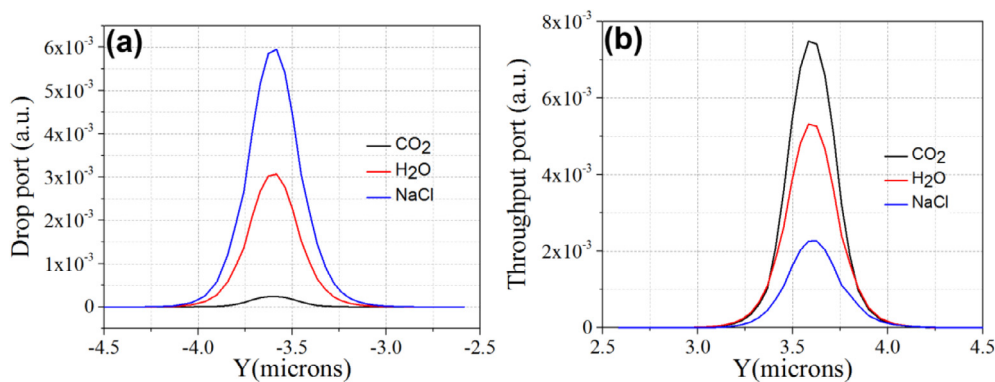 (a)
Drop port (a.u.)
6x10⁻³
5x10⁻³
4x10⁻³
3x10⁻³
2x10⁻³
1x10⁻³
0
CO₂
H₂O
NaCl
-4.5 -4.0 -3.5 -3.0 -2.5
Y(microns)
(b)
Throughput port (a.u.)
8x10⁻³
6x10⁻³
4x10⁻³
2x10⁻³
0
CO₂
H₂O
NaCl
2.5 3.0 3.5 4.0 4.5
Y(microns)